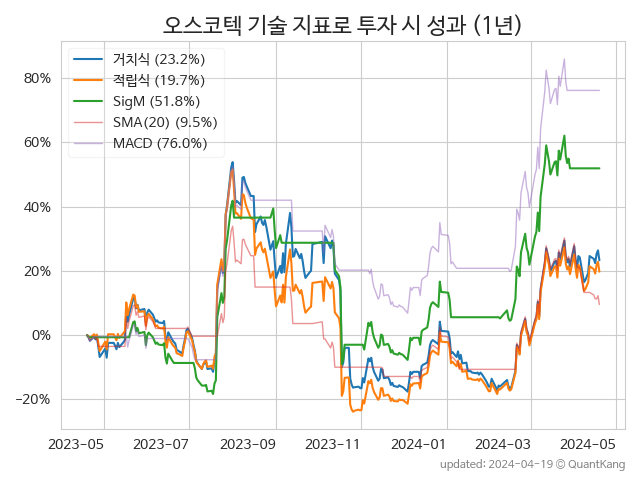 오스코텍 기술 지표로 투자 시 성과 (1년)
거치식 (23.2%)
적립식 (19.7%)
SigM (51.8%)
SMA(20) (9.5%)
MACD (76.0%)
80%
60%
40%
20%
0%
−20%
2023-05 2023-07 2023-09 2023-11 2024-01 2024-03 2024-05
updated: 2024-04-19 © QuantKang